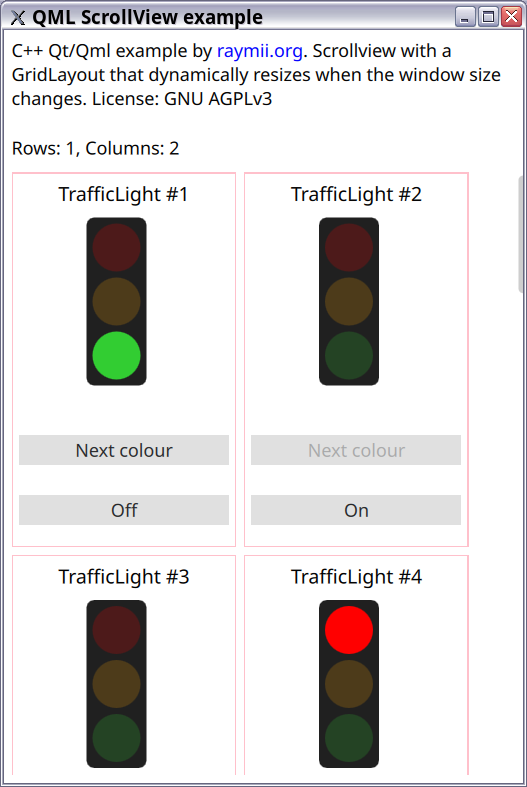 QML ScrollView example
C++ Qt/Qml example by raymii.org. Scrollview with a
GridLayout that dynamically resizes when the window size
changes. License: GNU AGPLv3
Rows: 1, Columns: 2
TrafficLight #1 TrafficLight #2
Next colour Next colour
Off On
TrafficLight #3 TrafficLight #4